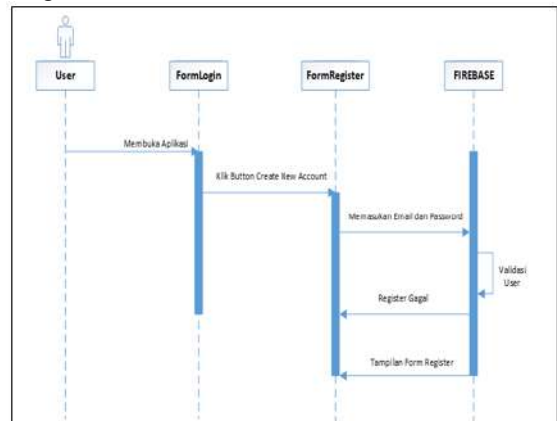 User
FormLogin
FormRegister
FIREBASE
Membuka Aplikasi
Klik Button Create New Account
Memasukan Email dan Password
Validasi
User
Register Gagal
Tampilan Form Register